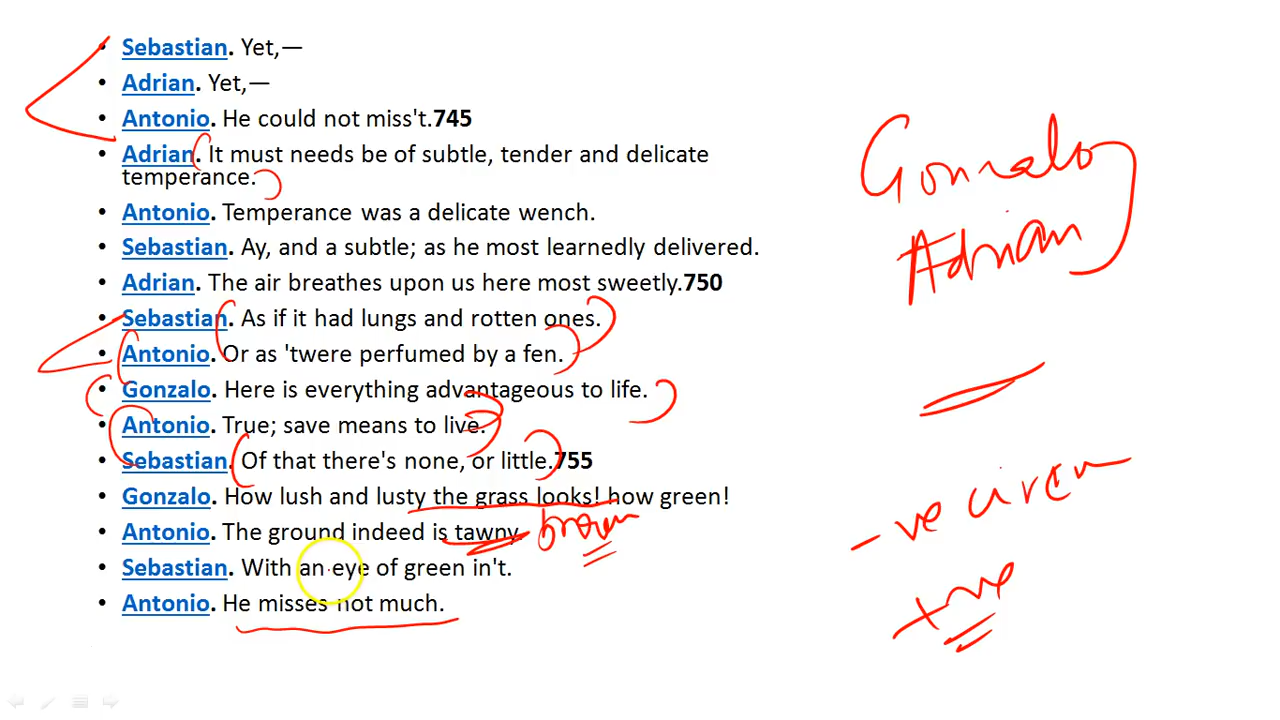 • Sebastian. Yet,—
• Adrian. Yet,—
• Antonio. He could not miss't.745
• Adrian. It must needs be of subtle, tender and delicate
temperance.
• Antonio. Temperance was a delicate wench.
• Sebastian. Ay, and a subtle; as he most learnedly delivered.
• Adrian. The air breathes upon us here most sweetly.750
• Sebastian. As if it had lungs and rotten ones.
• Antonio. Or as 'twere perfumed by a fen.
• Gonzalo. Here is everything advantageous to life.
• Antonio. True; save means to live.
• Sebastian. Of that there's none, or little.755
• Gonzalo. How lush and lusty the grass looks! how green!
• Antonio. The ground indeed is tawny. brown
• Sebastian. With an eye of green in't.
• Antonio. He misses not much.
Gonzalo
Adrian
-ve circm
+ve